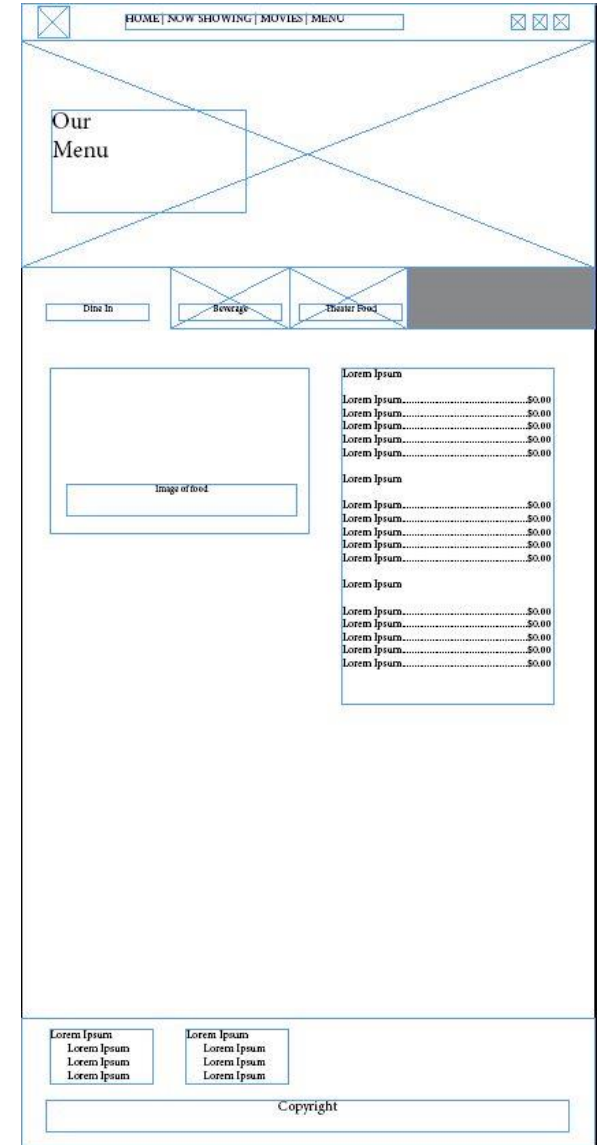 HOME | NOW SHOWING | MOVIES | MENU
Our
Menu
Dine In
Beverage
Theater Food
Image of food
Lorem Ipsum
Lorem Ipsum.................................................$0.00
Lorem Ipsum.................................................$0.00
Lorem Ipsum.................................................$0.00
Lorem Ipsum.................................................$0.00
Lorem Ipsum.................................................$0.00
Lorem Ipsum
Lorem Ipsum.................................................$0.00
Lorem Ipsum.................................................$0.00
Lorem Ipsum.................................................$0.00
Lorem Ipsum.................................................$0.00
Lorem Ipsum.................................................$0.00
Lorem Ipsum
Lorem Ipsum.................................................$0.00
Lorem Ipsum.................................................$0.00
Lorem Ipsum.................................................$0.00
Lorem Ipsum.................................................$0.00
Lorem Ipsum.................................................$0.00
Lorem Ipsum
Lorem Ipsum
Lorem Ipsum
Lorem Ipsum
Lorem Ipsum
Lorem Ipsum
Lorem Ipsum
Lorem Ipsum
Copyright